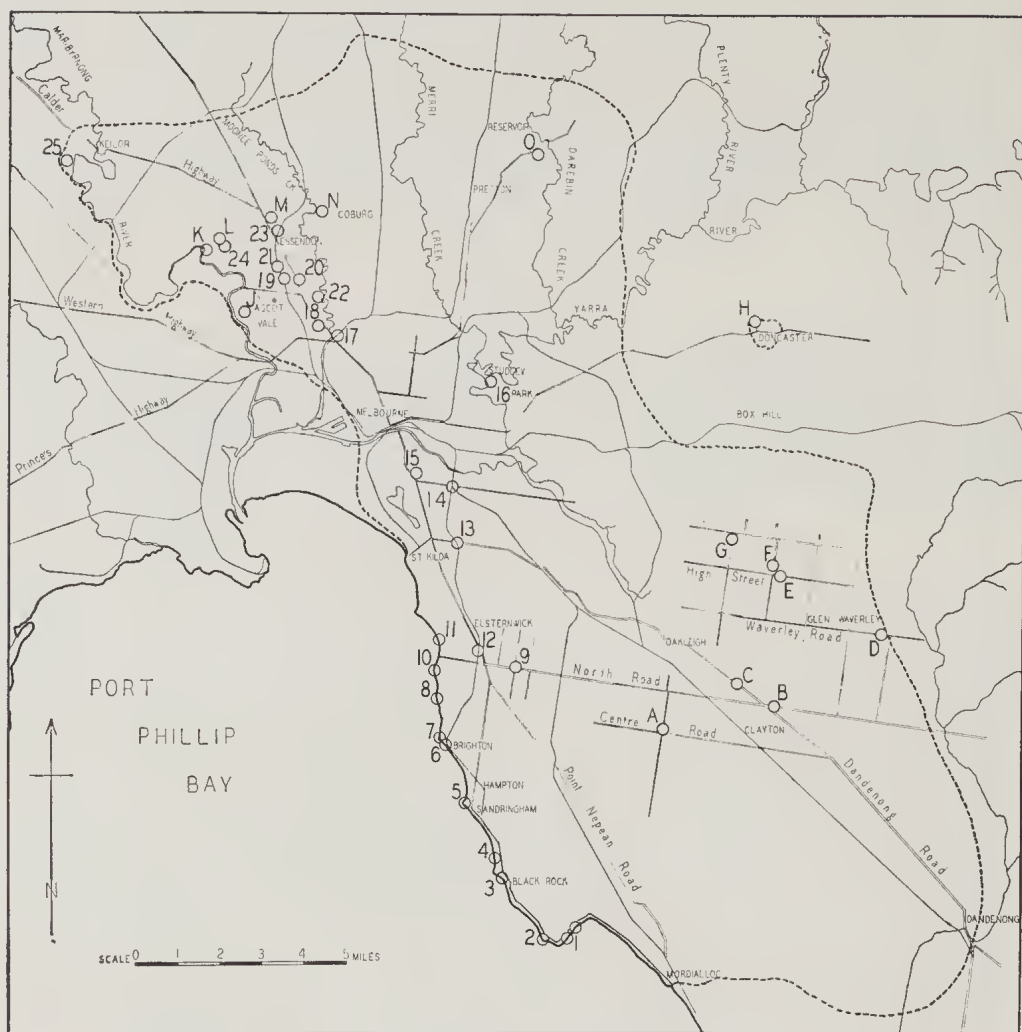 MARIBYRNONG
Calder
KEILOR
25
Highway
RIVER
MOONEE PONDS
MERRI
CREEK
RESERVOIR
O
DAREBIN
CREEK
PRESTON
PLENTY
RIVER
RIVER
YARRA
N
COBURG
M
23
ESSENDON
K
L
24
21
19
20
22
18
17
J
ASCOT
VALE
Western
Highway
Highway
Prince's
H
DONCASTER
STUDLEY
16
PARK
MELBOURNE
BOX HILL
15
14
13
ST KILDA
G
F
E
High Street
GLEN WAVERLEY
Waverley Road
D
ELSTERNWICK
OAKLEIGH
11
12
9
10
8
North Road
C
B
A
Centre Road
CLAYTON
7
6
BRIGHTON
HAMPTON
5
SANDRINGHAM
4
3
BLACK ROCK
2
1
Point Nepean Road
Dandenong Road
DANDENONG
MORDIALLOC
PORT
PHILLIP
BAY
N
SCALE 0 1 2 3 4 5 MILES